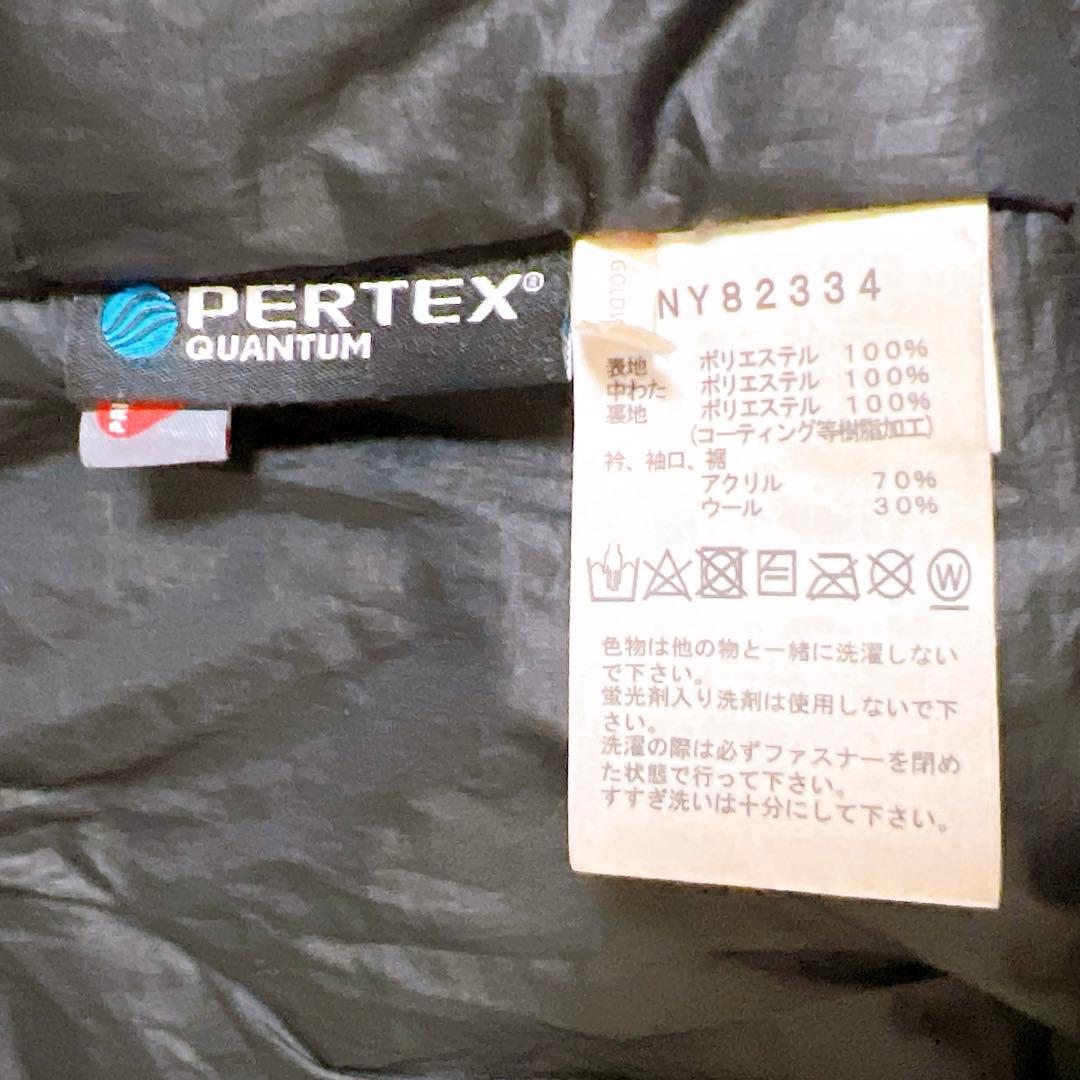 PERTEX®
QUANTUM
NY82334
表地 ポリエステル 100%
中わた ポリエステル 100%
裏地 ポリエステル 100%
(コーティング等樹脂加工)
衿、袖口、裾
アクリル 70%
ウール 30%
W
色物は他の物と一緒に洗濯しない
で下さい。
蛍光剤入り洗剤は使用しないで下
さい。
洗濯の際は必ずファスナーを閉め
た状態で行って下さい。
すすぎ洗いは十分にして下さい。